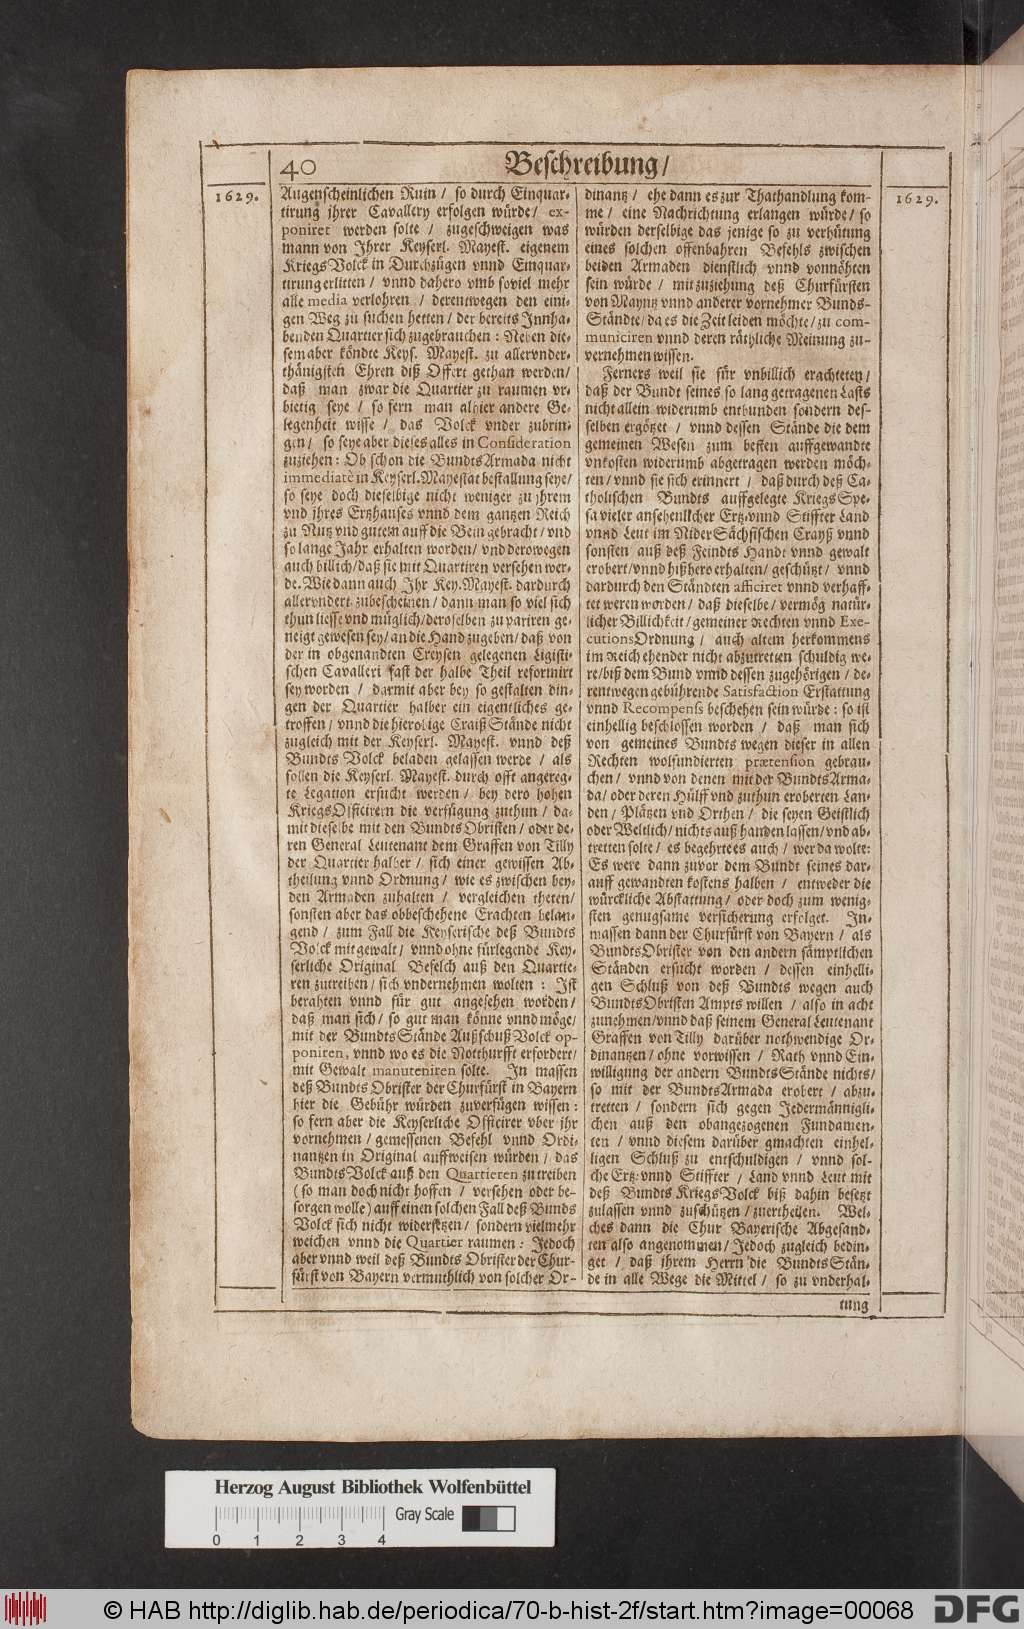 40
Beschreibung/
1629.
Augenscheinlichen Ruin / so durch Einquar-
tirung jhrer Cavallery erfolgen würde/ ex-
poniret werden solte / zugeschweigen was
mann von Jhrer Keyserl. Mayest. eigenem
KriegsVolck in Durchzügen vnnd Einquar-
tirung erlitten / vnnd dahero vmb soviel mehr
alle media verlohren / derentwegen den eini-
gen Weg zu suchen hetten / der bereits Innha-
benden Quartier sich zugebrauchen : Neben die-
sem aber köndte Keys. Mayest. zu allervnder-
thänigsten Ehren diß Offert gethan werden/
daß man zwar die Quartier zu raumen vr-
bietig seye / so fern man alhier andere Ge-
legenheit wisse / das Volck vnder zubrin-
gen / so seye aber dieses alles in Consideration
zuziehen: Ob schon die BundtsArmada nicht
immediatè in Keyserl. Mayestat bestallung seye/
so seye doch dieselbige nicht weniger zu jhrem
vnd jhres Ertzhauses vnnd dem gantzen Reich
zu Nutz vnd gutem auff die Bein gebracht / vnd
so lange Jahr erhalten worden / vnd derowegen
auch billich / daß sie mit Quartiren versehen wer-
de. Wie dann auch Jhr Key. Mayest. dardurch
allervndert. zubescheinen / dann man so viel sich
thun liesse vnd müglich / deroselben zu pariren ge-
neigt gewesen sey / an die Hand zugeben / daß von
der in obgenandten Creysen gelegenen Ligisti-
schen Cavalleri fast der halbe Theil reformirt
sey worden / darmit aber bey so gestalten din-
gen der Quartier halber ein eigentliches ge-
troffen / vnnd die hierobige Craiß Stände nicht
zugleich mit der Keyserl. Mayest. vnnd deß
Bundts Volck beladen gelassen werde / als
sollen die Keyserl. Mayest. durch offt angereg-
te Legation ersucht werden / bey dero hohen
KriegsOfficirern die verfügung zuthun / da-
mit dieselbe mit den BundtsObristen / oder de-
ren General Leutenant dem Graffen von Tilly
der Quartier halber / sich einer gewissen Ab-
theilung vnnd Ordnung / wie es zwischen bey-
den Armaden zuhalten / vergleichen theten/
sonsten aber das obbeschehene Erachten belan-
gend / zum Fall die Keyserische deß Bundts
Volck mit gewalt / vnnd ohne fürlegende Key-
serliche Original Befelch auß den Quartie-
ren zutreiben / sich vndernemen wolten : Ist
berahten vnnd für gut angesehen worden/
daß man sich / so gut man könne vnnd möge/
mit der BundtsStände Außschuß Volck op-
poniren, vnnd wo es die Notthurfft erfordert/
mit Gewalt manuteniren solte. In massen
deß Bundts Obrister der Churfürst in Bayern
hier die Gebühr würden zuverfügen wissen:
so fern aber die Keyserliche Officirer vber jhr
vornehmen / gemessenen Befehl vnnd Ordi-
nantzen in Original auffweisen würden / das
BundtsVolck auß den Quartieren zutreiben
(so man doch nicht hoffen / versehen oder be-
sorgen wolle) auff einen solchen Fall deß Bunds
Volck sich nicht widersetzen / sondern vielmehr
weichen vnnd die Quartier raumen: Jedoch
aber vnnd weil deß Bundts Obrister der Chur-
fürst von Bayern vermuthlich von solcher Or-
dinantz / ehe dann es zur Thathandlung kom-
me / eine Nachrichtung erlangen würde / so
würden derselbige das jenige so zu verhütung
eines solchen offenbahren Befehls zwischen
beiden Armaden dienstlich vnnd vonnöhten
sein würde / mit zuziehung deß Churfürsten
von Mayntz vnnd anderer vornehmer Bunds-
Ständte / da es die Zeit leiden möchte / zu com-
municiren vnnd deren räthliche Meinung zu-
vernehmen wissen.
Ferners weil sie für vnbillich erachteten /
daß der Bundt seines so lang getragenen Lasts
nicht allein widerumb entbunden sondern des-
selben ergötzet / vnnd dessen Stände die dem
gemeinen Wesen zum besten auffgewandte
vnkosten widerumb abgetragen werden möch-
ten / vnnd sie sich erinnert / daß durch deß Ca-
tholischen Bundts auffgelegte KriegsSpe-
sa vieler ansehenlicher Ertz-vnnd Stiffter Land
vnnd Leut im NiderSächsischen Crayß vnnd
sonsten auß deß Feindts Handt vnnd gewalt
erobert / vnnd bißhero erhalten / geschützt / vnnd
dardurch den Ständten afficiret vnnd verhaff-
tet weren worden / daß dieselbe / vermög natür-
licher Billichkeit / gemeiner Rechten vnnd Exe-
cutionsOrdnung / auch altem herkommens
im Reich ehender nicht abzutretten schuldig we-
re / biß dem Bund vnnd dessen zugehörigen / de-
rentwegen gebührende Satisfaction Erstattung
vnnd Recompenß beschehen sein würde : so ist
einhellig beschlossen worden / daß man sich
von gemeines Bundts wegen dieser in allen
Rechten wolfundierten prætension gebrau-
chen / vnnd von denen mit der BundtsArma-
da / oder deren Hülff vnd zuthun eroberten Lan-
den / Plätzen vnd Orthen / die seyen Geistlich
oder Weltlich / nichts auß handen lassen / vnd ab-
tretten solte / es begehrte es auch / wer da wolte:
Es were dann zuvor dem Bundt seines dar-
auff gewandten kostens halben / entweder die
würckliche Abstattung / oder doch zum wenig-
sten genugsame versicherung erfolget. In-
massen dann der Churfürst von Bayern / als
BundtsObrister von den andern sämptlichen
Ständen ersucht worden / dessen einhelli-
gen Schluß von deß Bundts wegen auch
BundtsObristen Ampts willen / also in acht
zunehmen / vnnd daß seinem General Leutenant
Graffen von Tilly darüber nothwendige Or-
dinantzen / ohne vorwissen / Rath vnnd Ein-
willigung der andern BundtsStände nichts/
so mit der BundtsArmada erobert / abzu-
tretten / sondern sich gegen Jedermännigli-
chen auß den obangezogenen Fundamen-
ten / vnnd diesem darüber gmachten einhel-
ligen Schluß zu entschuldigen / vnnd sol-
che Ertz-vnnd Stiffter / Land vnnd Leut mit
deß Bundts KriegsVolck biß dahin besetzt
zulassen vnnd zuschützen / zuertheilen. Wel-
ches dann die Chur Bayerische Abgesand-
ten also angenommen / Jedoch zugleich bedin-
get / daß jhrem Herrn die BundtsStän-
de in alle Wege die Mittel / so zu vnderhal-
tung
1629.
Herzog August Bibliothek Wolfenbüttel
Gray Scale
0 1 2 3 4
© HAB http://diglib.hab.de/periodica/70-b-hist-2f/start.htm?image=00068
DFG